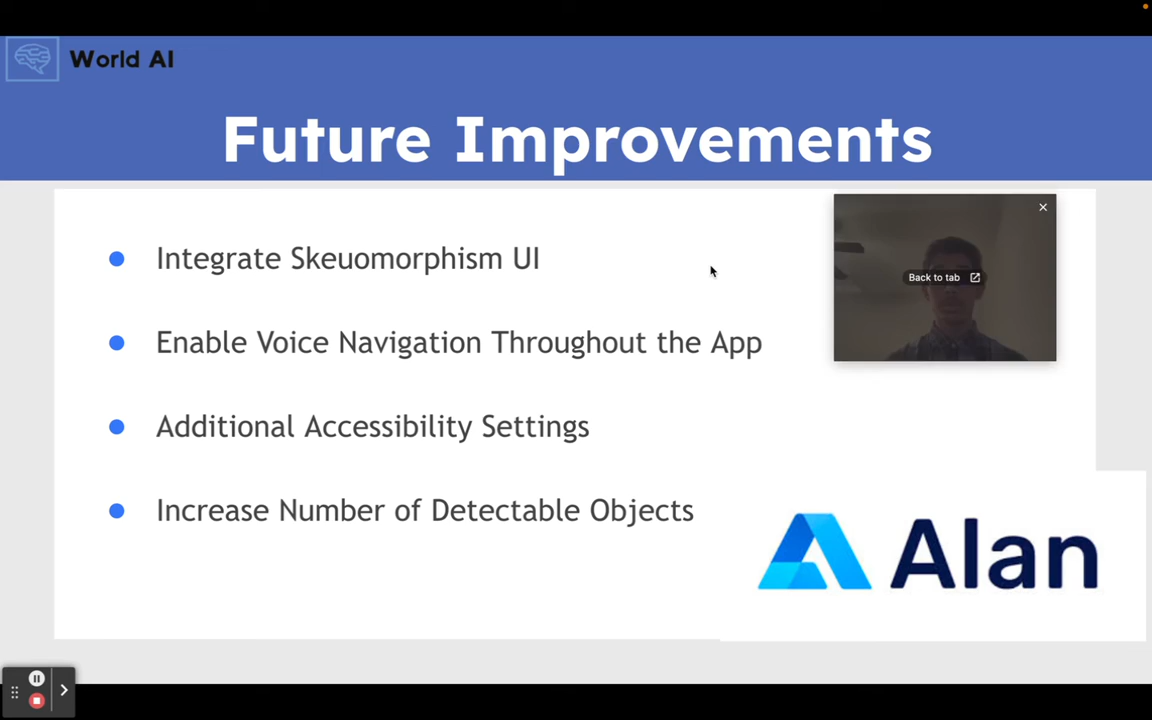 World AI
Future Improvements
Integrate Skeuomorphism UI
Back to tab
Enable Voice Navigation Throughout the App
Additional Accessibility Settings
Increase Number of Detectable Objects
Alan